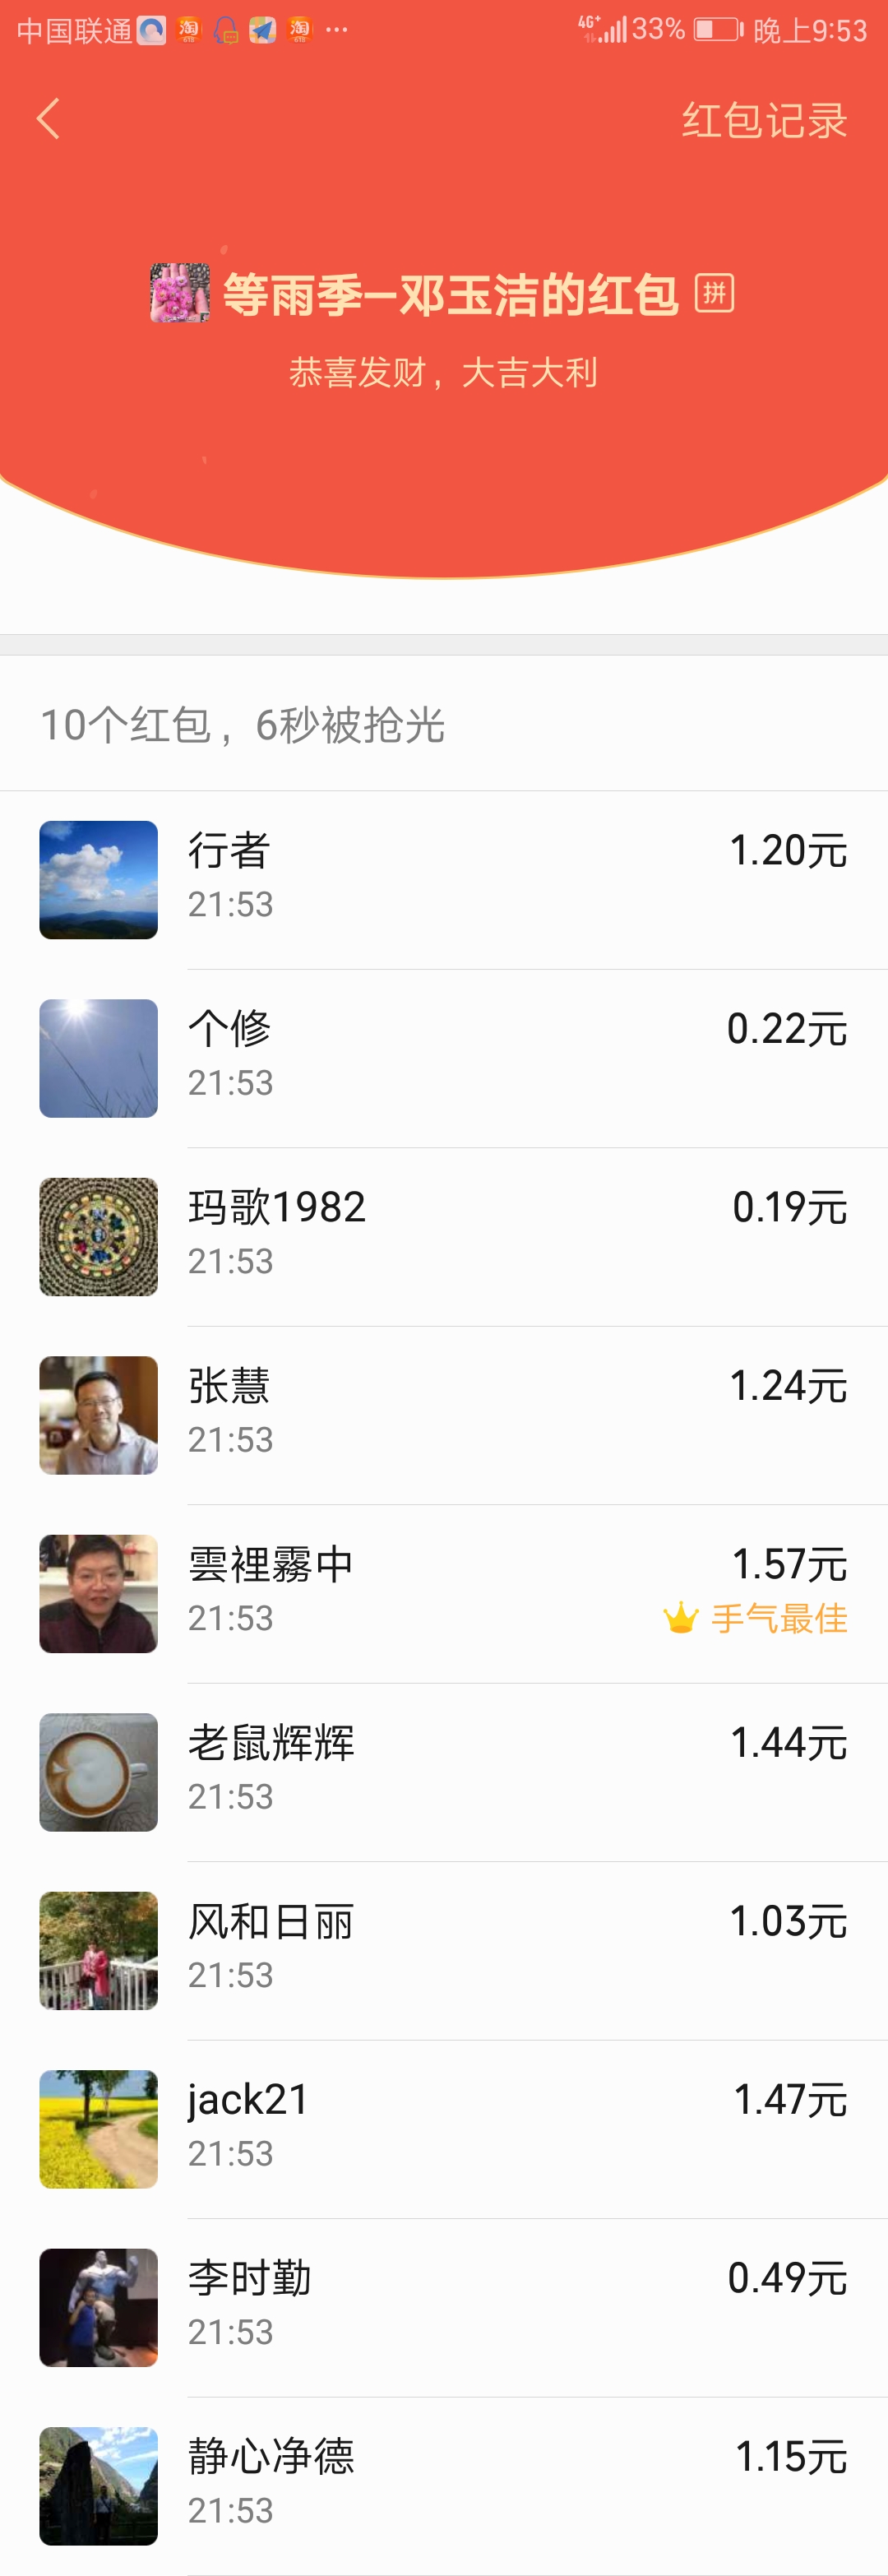 中国联通 淘 618 淘 618 ... 4G+ 33% 晚上9:53
红包记录
等雨季—邓玉洁的红包 拼
恭喜发财，大吉大利
10个红包，6秒被抢光
行者 1.20元
21:53
个修 0.22元
21:53
玛歌1982 0.19元
21:53
张慧 1.24元
21:53
雲裡霧中 1.57元
21:53 手气最佳
老鼠辉辉 1.44元
21:53
风和日丽 1.03元
21:53
jack21 1.47元
21:53
李时勤 0.49元
21:53
静心净德 1.15元
21:53